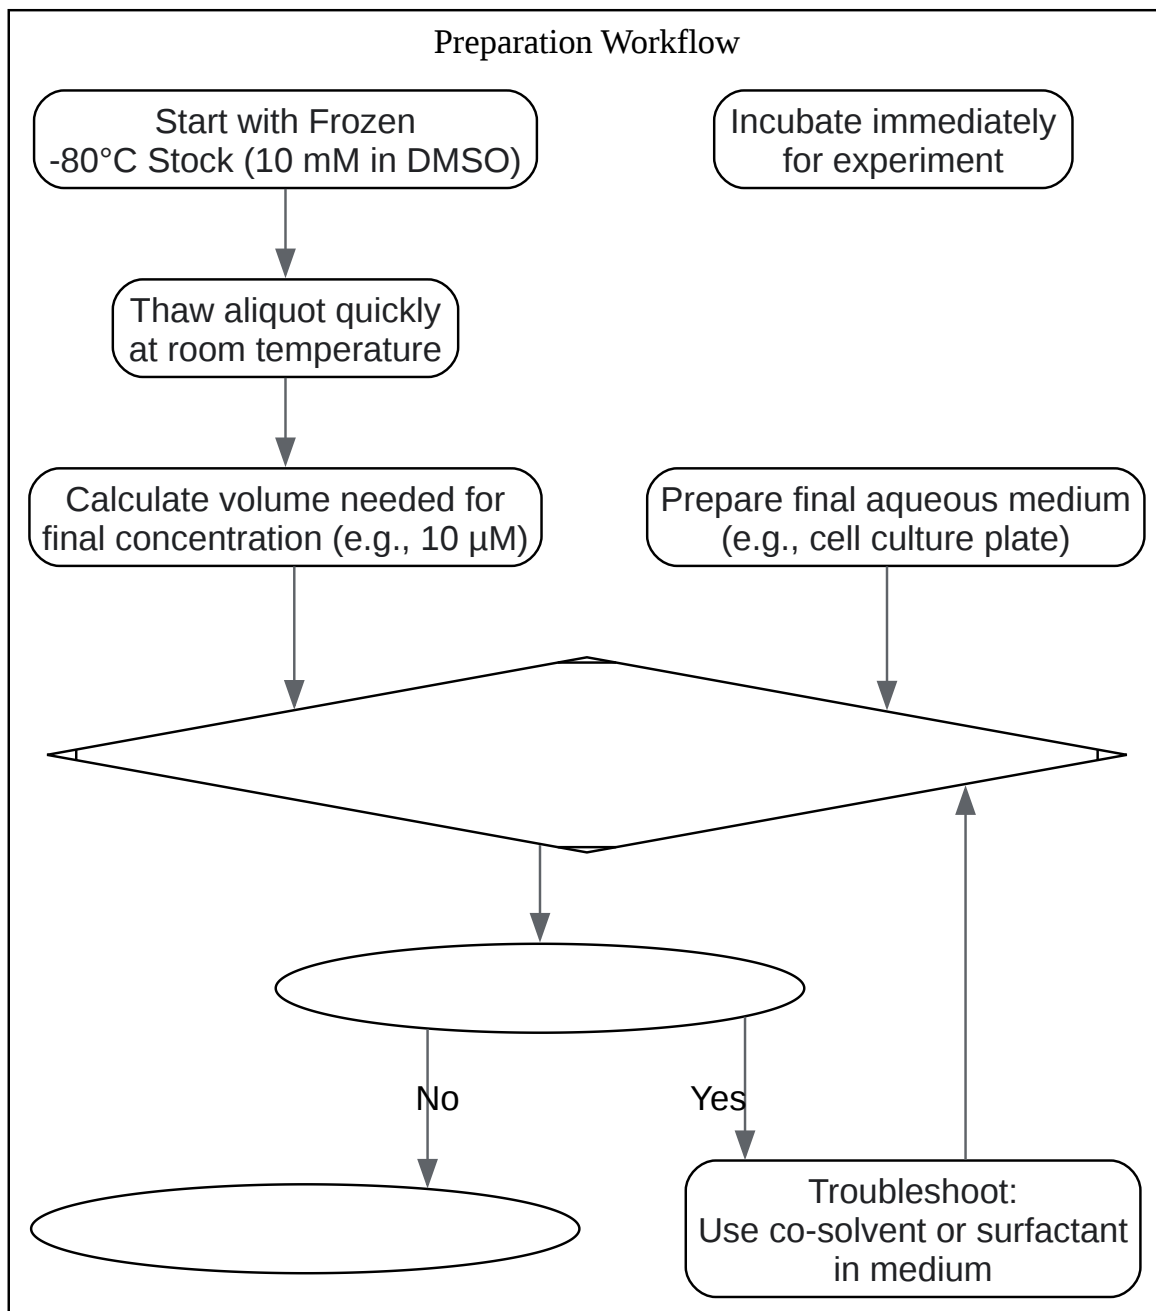 Preparation Workflow
Start with Frozen
-80°C Stock (10 mM in DMSO)
Incubate immediately
for experiment
Thaw aliquot quickly
at room temperature
Calculate volume needed for
final concentration (e.g., 10 µM)
Prepare final aqueous medium
(e.g., cell culture plate)
No
Yes
Troubleshoot:
Use co-solvent or surfactant
in medium